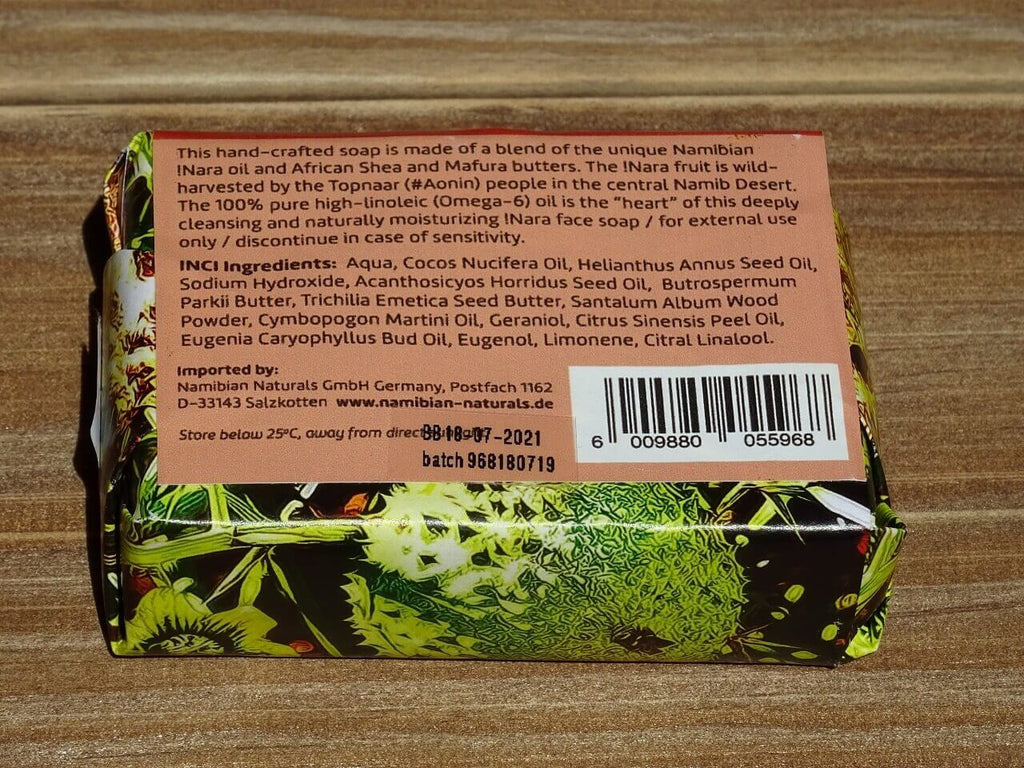 This hand-crafted soap is made of a blend of the unique Namibian
!Nara oil and African Shea and Mafura butters. The !Nara fruit is wild-
harvested by the Topnaar (#Aonin) people in the central Namib Desert.
The 100% pure high-linoleic (Omega-6) oil is the "heart" of this deeply
cleansing and naturally moisturizing !Nara face soap / for external use
only / discontinue in case of sensitivity.
INCI Ingredients: Aqua, Cocos Nucifera Oil, Helianthus Annus Seed Oil,
Sodium Hydroxide, Acanthosicyos Horridus Seed Oil, Butrospermum
Parkii Butter, Trichilia Emetica Seed Butter, Santalum Album Wood
Powder, Cymbopogon Martini Oil, Geraniol, Citrus Sinensis Peel Oil,
Eugenia Caryophyllus Bud Oil, Eugenol, Limonene, Citral Linalool.
Imported by:
Namibian Naturals GmbH Germany, Postfach 1162
D-33143 Salzkotten www.namibian-naturals.de
Store below 25°C, away from direct
BB 18-07-2021
batch 968180719
6 009880 055968